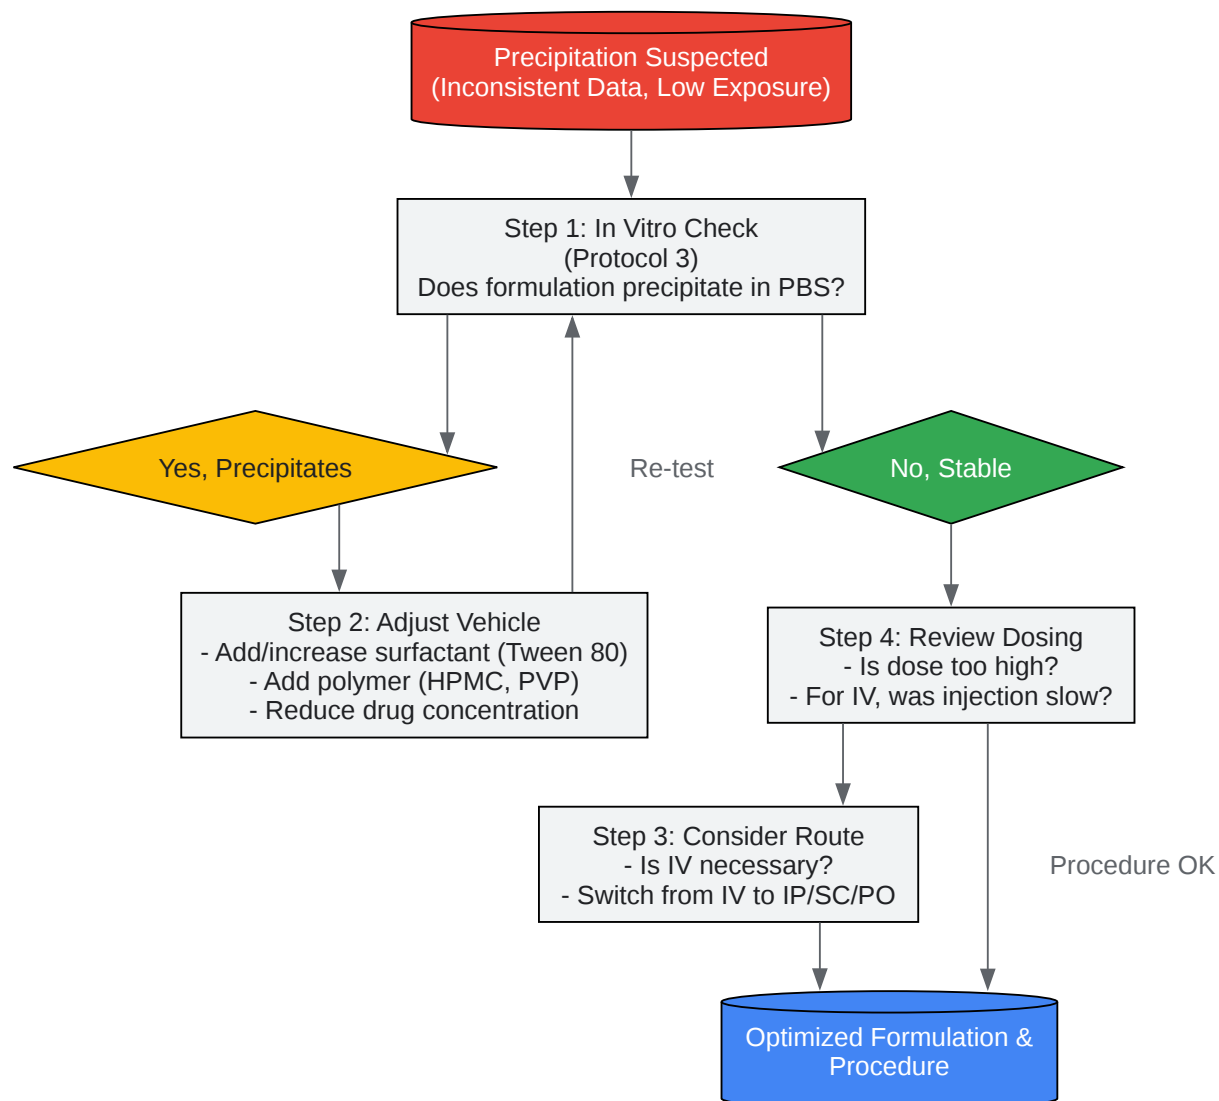 Precipitation Suspected
(Inconsistent Data, Low Exposure)
Step 1: In Vitro Check
(Protocol 3)
Does formulation precipitate in PBS?
Yes, Precipitates
Re-test
No, Stable
Step 2: Adjust Vehicle
- Add/increase surfactant (Tween 80)
- Add polymer (HPMC, PVP)
- Reduce drug concentration
Step 4: Review Dosing
- Is dose too high?
- For IV, was injection slow?
Step 3: Consider Route
- Is IV necessary?
- Switch from IV to IP/SC/PO
Procedure OK
Optimized Formulation &
Procedure